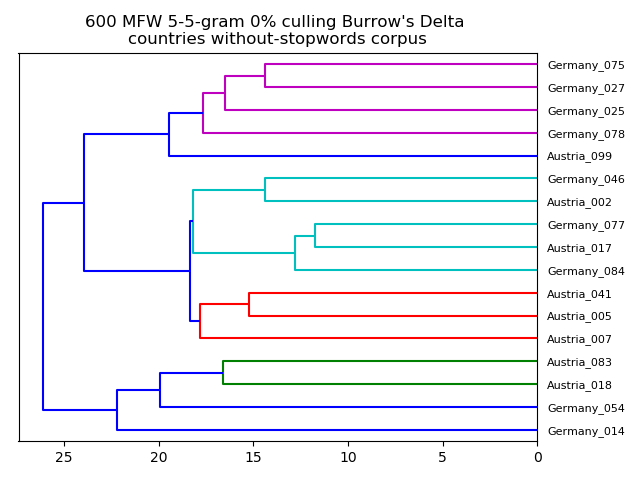 600 MFW 5-5-gram 0% culling Burrow's Delta
countries without-stopwords corpus
Germany_075
Germany_027
Germany_025
Germany_078
Austria_099
Germany_046
Austria_002
Germany_077
Austria_017
Germany_084
Austria_041
Austria_005
Austria_007
Austria_083
Austria_018
Germany_054
Germany_014
25 20 15 10 5 0